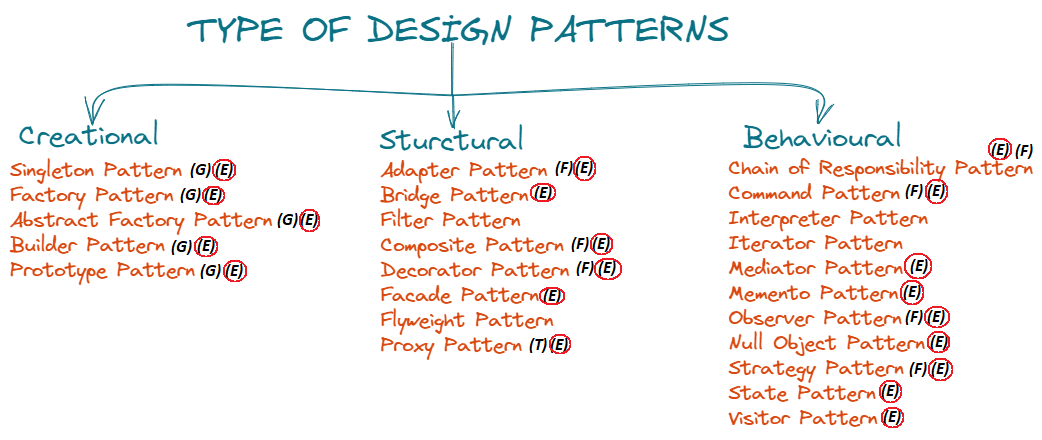 TYPE OF DESİGN PATTERNS
Creational
Singleton Pattern (G) (E)
Factory Pattern (G) (E)
Abstract Factory Pattern (G) (E)
Builder Pattern (G) (E)
Prototype Pattern (G) (E)
Sturctural
Adapter Pattern (F) (E)
Bridge Pattern (E)
Filter Pattern
Composite Pattern (F) (E)
Decorator Pattern (F) (E)
Facade Pattern (E)
Flyweight Pattern
Proxy Pattern (T) (E)
Behavioural
(E) (F)
Chain of Responsibility Pattern
Command Pattern (F) (E)
Interpreter Pattern
Iterator Pattern
Mediator Pattern (E)
Memento Pattern (E)
Observer Pattern (F) (E)
Null Object Pattern (E)
Strategy Pattern (F) (E)
State Pattern (E)
Visitor Pattern (E)